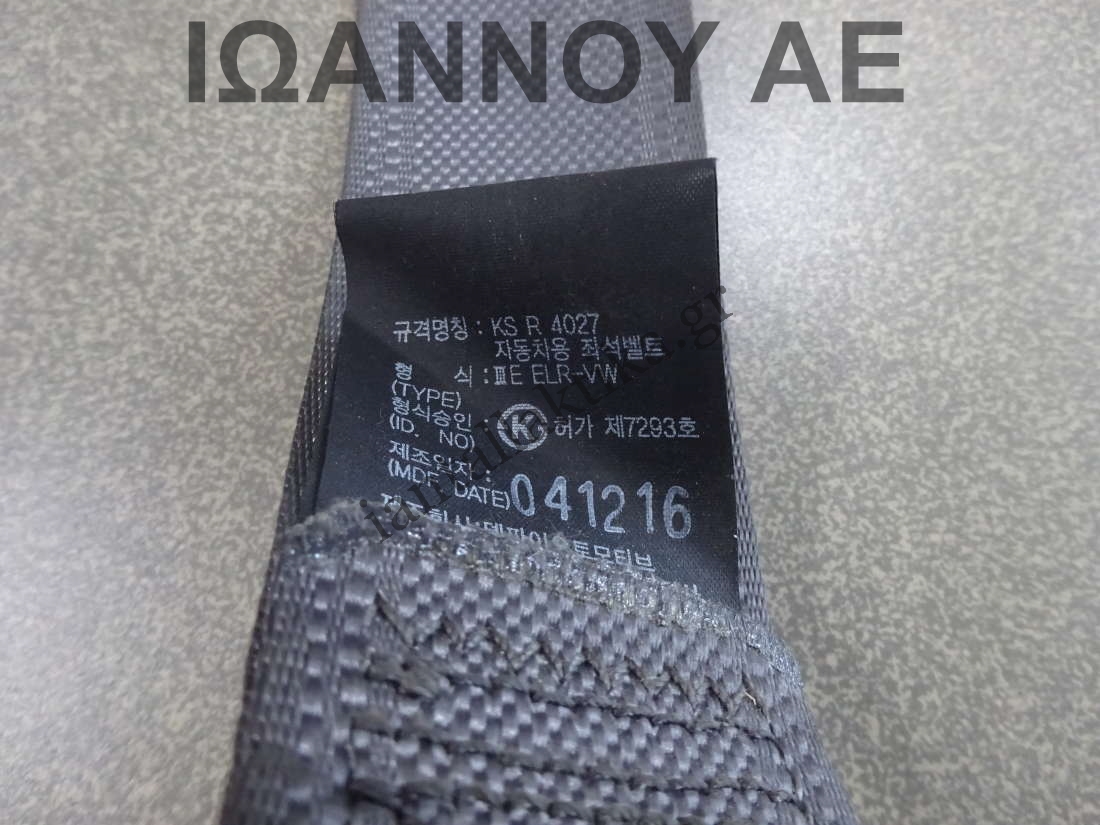 ΙΩΑΝΝΟΥ ΑΕ
규격명칭 : KS R 4027
자동차용 좌석벨트
형 식 : ⅢE ELR-VW
(TYPE)
형식승인 Ⓚ 허가 제7293호
(ID. NO)
제조일자 :
(MDF DATE) 041216